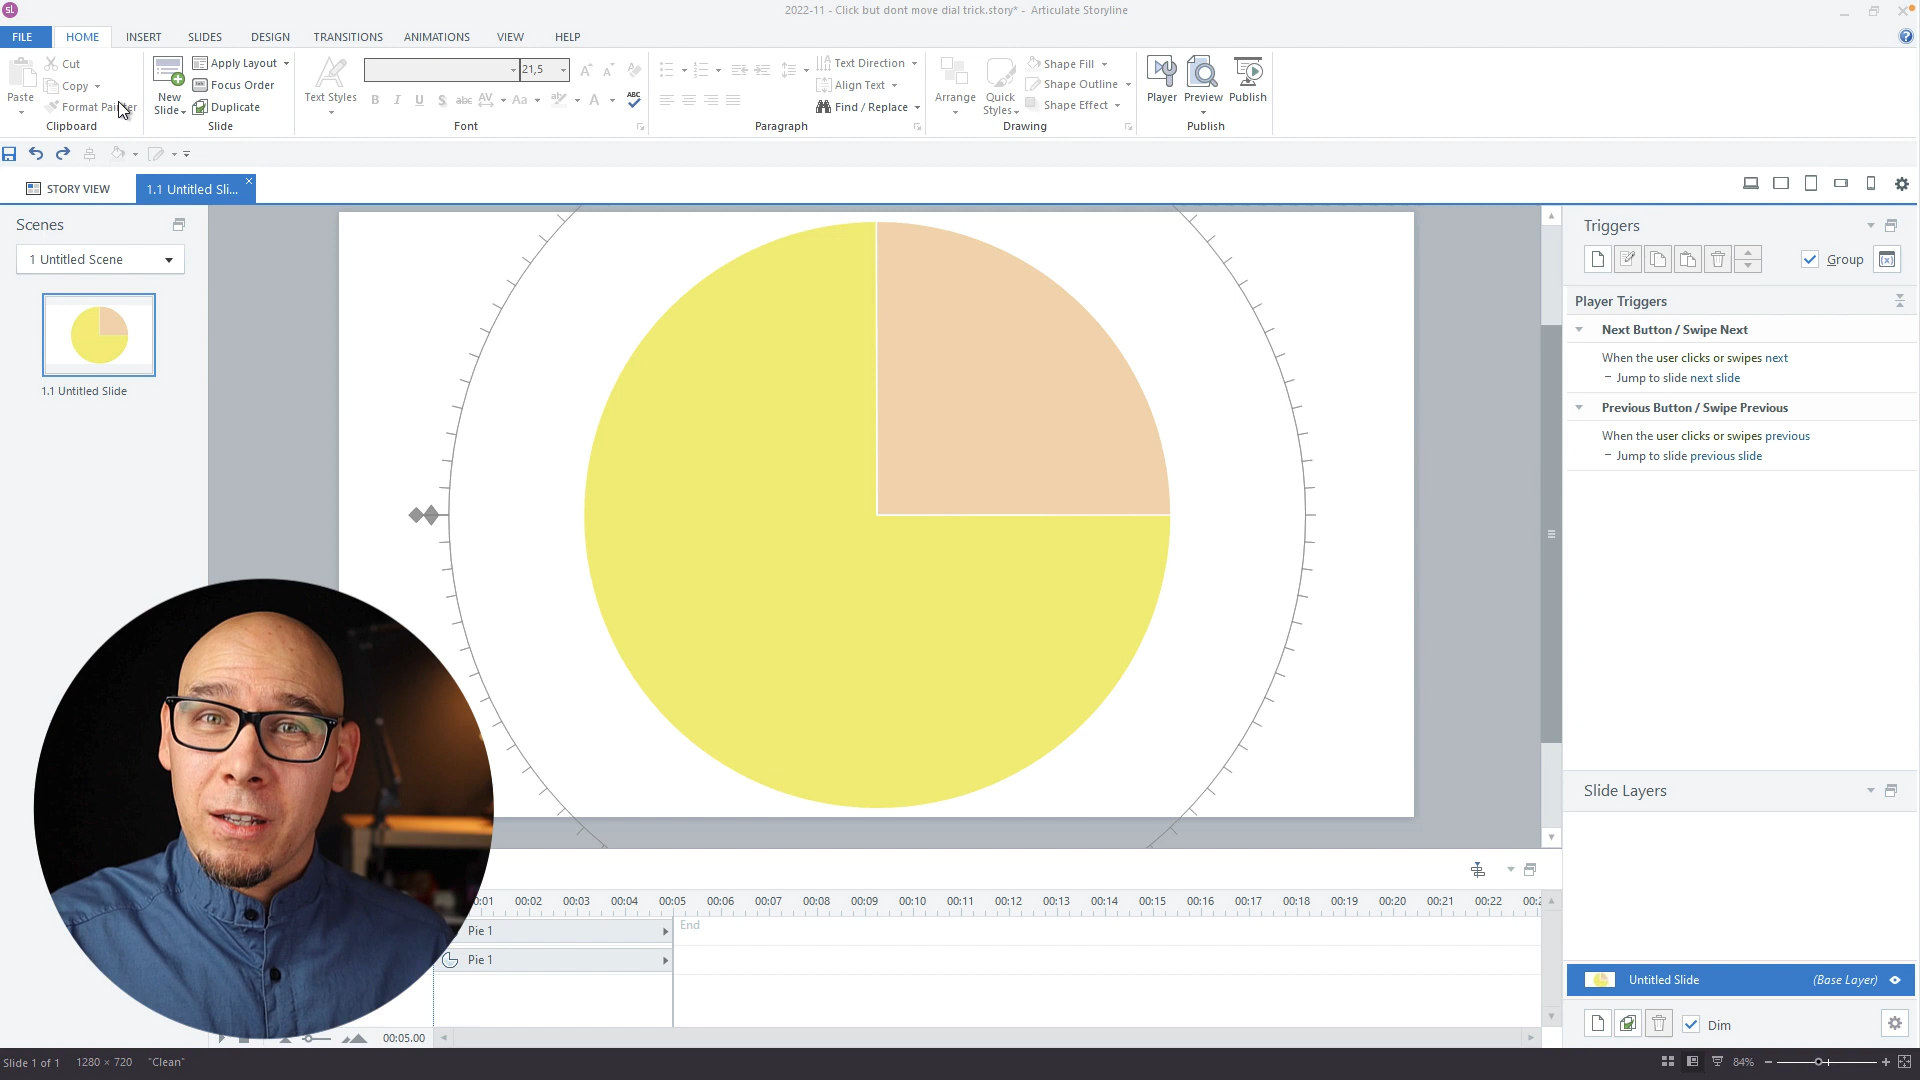 sl
2022-11 - Click but dont move dial trick.story* - Articulate Storyline
FILE HOME INSERT SLIDES DESIGN TRANSITIONS ANIMATIONS VIEW HELP
Paste
Cut
Copy
Format Painter
Clipboard
New
Slide
Apply Layout
Focus Order
Duplicate
Slide
Text Styles
21,5
B I U S abc AV Aa ab A ABC
Font
Text Direction
Align Text
Find / Replace
Paragraph
Arrange
Quick
Styles
Shape Fill
Shape Outline
Shape Effect
Drawing
Player
Preview
Publish
Publish
STORY VIEW
1.1 Untitled Sli...
Scenes
1 Untitled Scene
1.1 Untitled Slide
Triggers
Group
Player Triggers
Next Button / Swipe Next
When the user clicks or swipes next
- Jump to slide next slide
Previous Button / Swipe Previous
When the user clicks or swipes previous
- Jump to slide previous slide
Slide Layers
Untitled Slide (Base Layer)
Dim
0:01 00:02 00:03 00:04 00:05 00:06 00:07 00:08 00:09 00:10 00:11 00:12 00:13 00:14 00:15 00:16 00:17 00:18 00:19 00:20 00:21 00:22
Pie 1
End
Pie 1
00:05.00
Slide 1 of 1
1280 × 720
"Clean"
84%